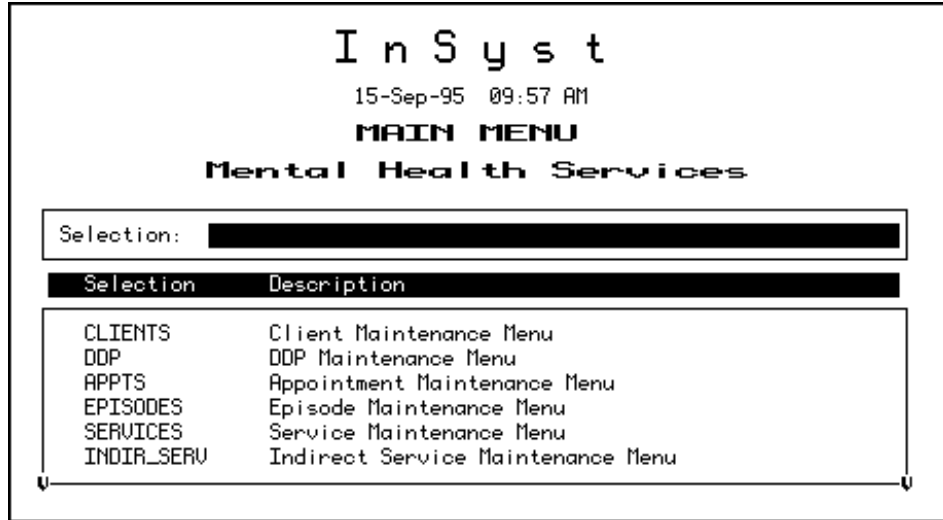 InSyst
15-Sep-95 09:57 AM
MAIN MENU
Mental Health Services
Selection:
Selection Description
CLIENTS Client Maintenance Menu
DDP DDP Maintenance Menu
APPTS Appointment Maintenance Menu
EPISODES Episode Maintenance Menu
SERVICES Service Maintenance Menu
INDIR_SERV Indirect Service Maintenance Menu